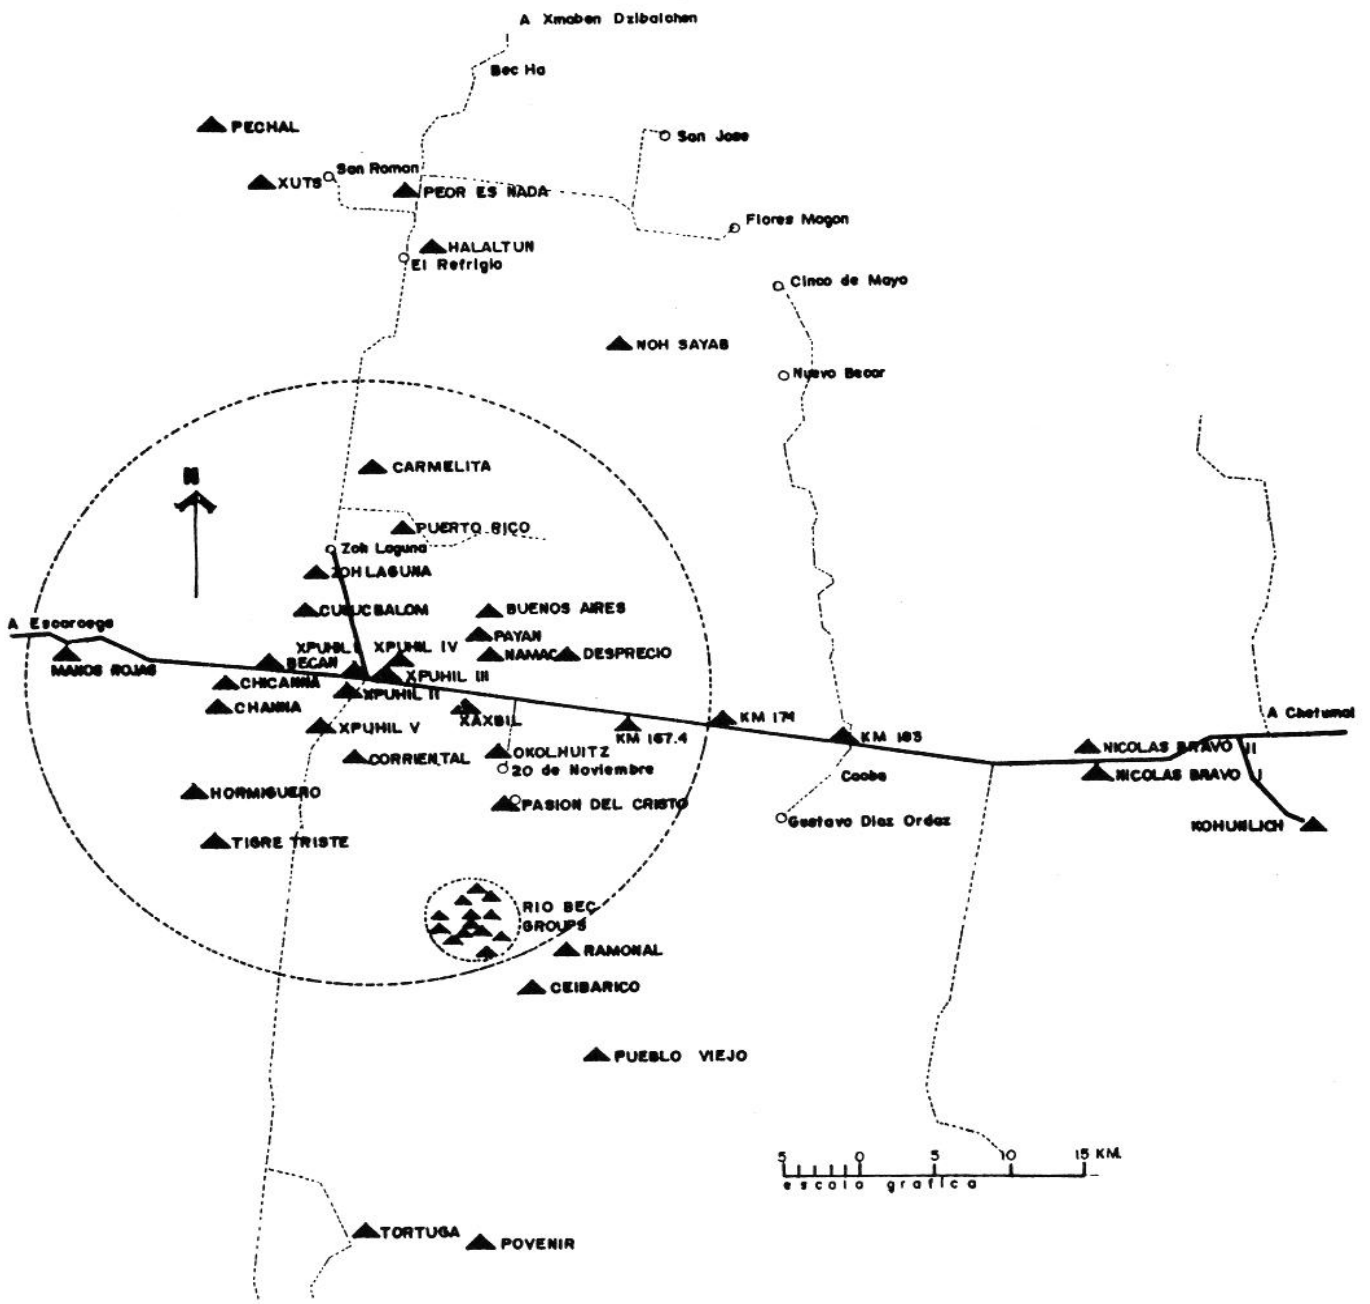 A Xmaben Dzibalchen
Bec Ha
PECHAL
San Jose
San Roman
XUTS
PEOR ES NADA
Flores Magon
HALALTUN
El Refrigio
Cinco de Mayo
NOH SAYAB
Nuevo Becar
N
CARMELITA
PUERTO RICO
Zoh Laguna
ZOH LAGUNA
CULUCBALOM
BUENOS AIRES
A Escarcega
PAYAN
XPUHIL I
XPUHIL IV
NAMAC
DESPRECIO
MANOS ROJAS
BECAN
XPUHIL III
CHICANNA
XPUHIL II
CHANNA
XAXBIL
KM 174
A Chetumal
XPUHIL V
KM 167.4
KM 183
NICOLAS BRAVO II
CORRIENTAL
OKOLHUITZ
20 de Noviembre
Caoba
NICOLAS BRAVO I
HORMIGUERO
PASION DEL CRISTO
Gustavo Diaz Ordaz
KOHUNLICH
TIGRE TRISTE
RIO BEC
GROUPS
RAMONAL
CEIBARICO
PUEBLO VIEJO
5 0 5 10 15 KM.
escala grafica
TORTUGA
POVENIR